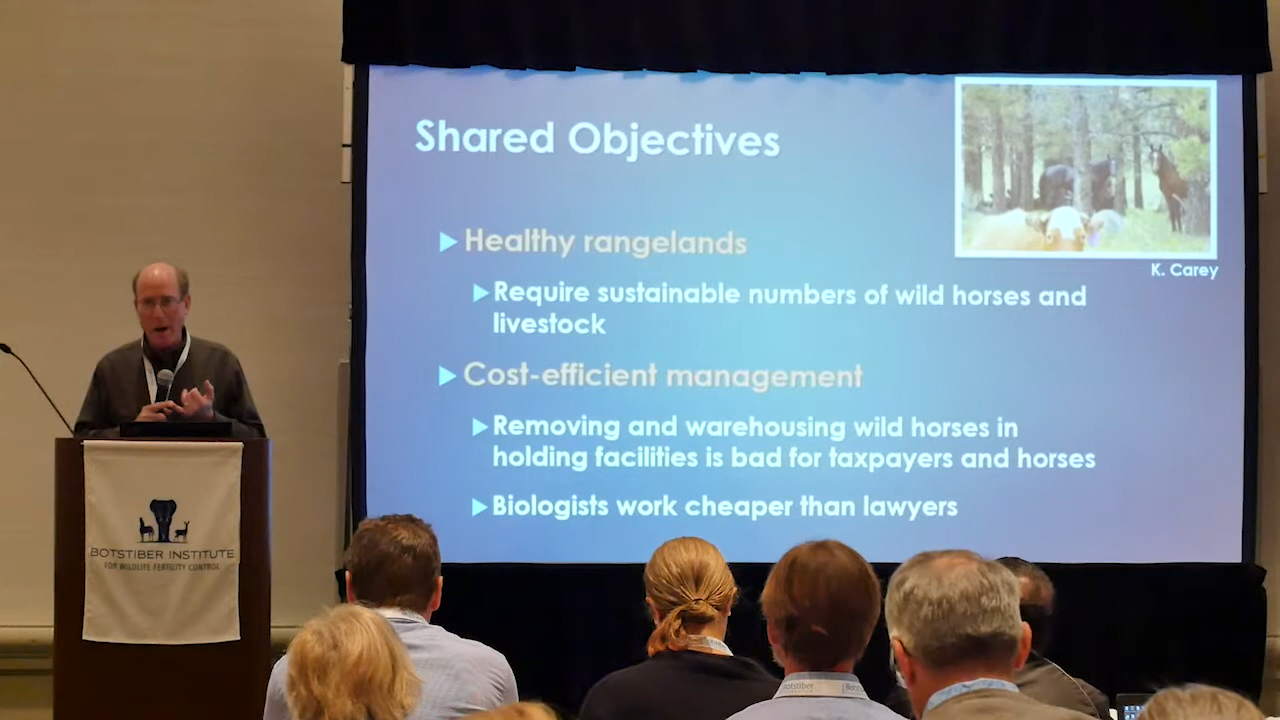 Shared Objectives
Healthy rangelands
Require sustainable numbers of wild horses and
livestock
Cost-efficient management
Removing and warehousing wild horses in
holding facilities is bad for taxpayers and horses
Biologists work cheaper than lawyers
K. Carey
BOTSTIBER INSTITUTE
FOR WILDLIFE FERTILITY CONTROL
Botstiber